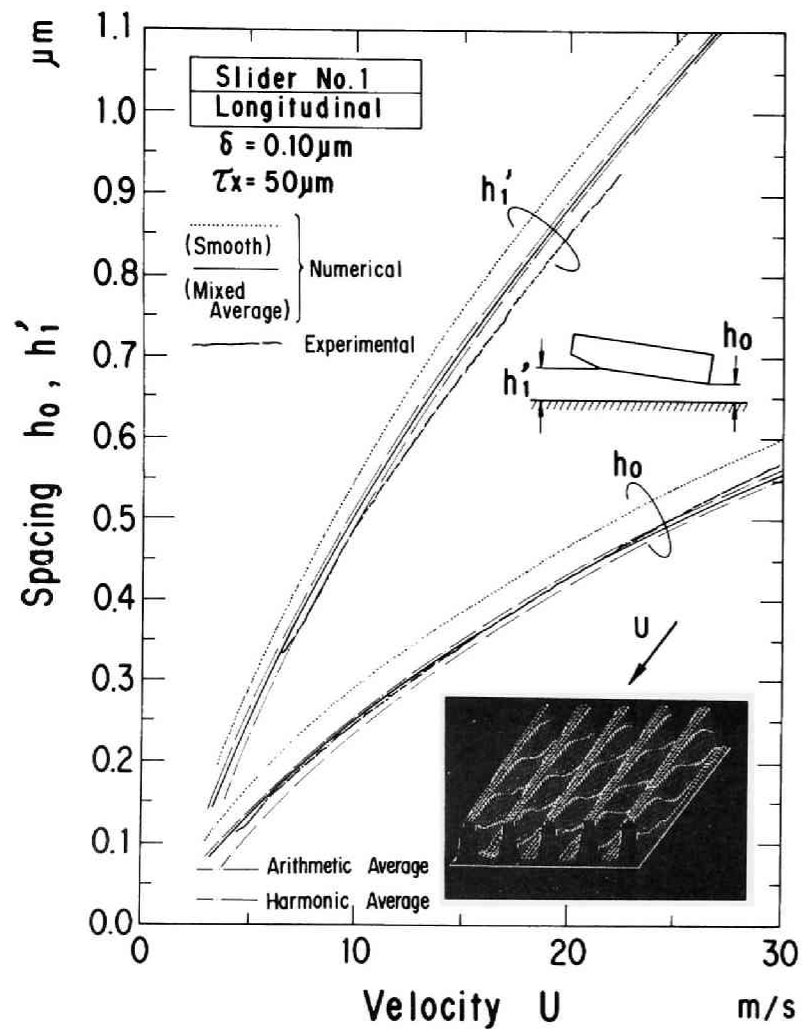 μm
1.1
1.0
0.9
0.8
0.7
0.6
0.5
0.4
0.3
0.2
0.1
0.0
Spacing h₀, h₁′
Slider No.1
Longitudinal
δ = 0.10μm
τx = 50μm
(Smooth)
(Mixed
Average)
Numerical
Experimental
h₁′
h₀
h₁′
h₀
U
Arithmetic Average
Harmonic Average
0 10 20 30
Velocity U m/s